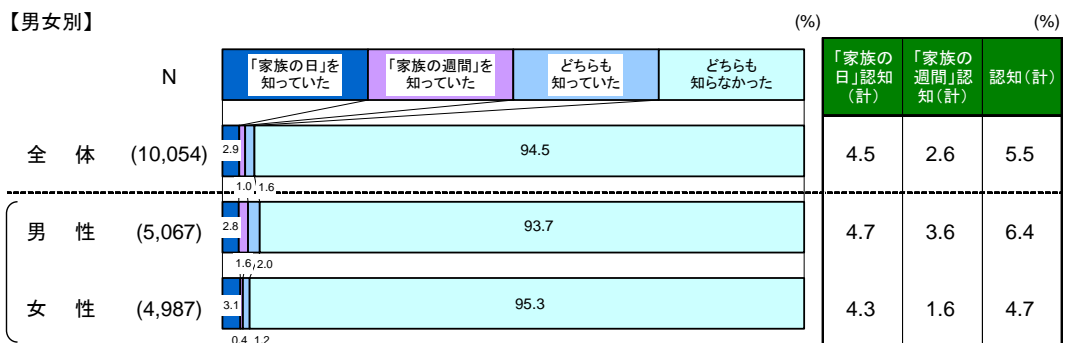 【男女別】
(%)
(%)
N
「家族の日」を
知っていた
「家族の週間」を
知っていた
どちらも
知っていた
どちらも
知らなかった
「家族の
日」認知
(計)
「家族の
週間」認
知(計)
認知(計)
全 体 (10,054) 2.9 94.5 4.5 2.6 5.5
1.0 1.6
男 性 (5,067) 2.8 93.7 4.7 3.6 6.4
1.6 2.0
女 性 (4,987) 3.1 95.3 4.3 1.6 4.7
0.4 1.2